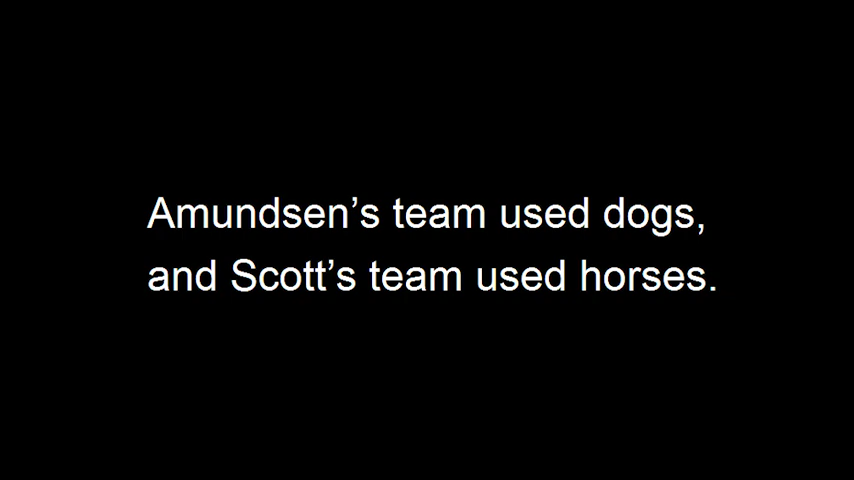 Amundsen’s team used dogs,
and Scott’s team used horses.